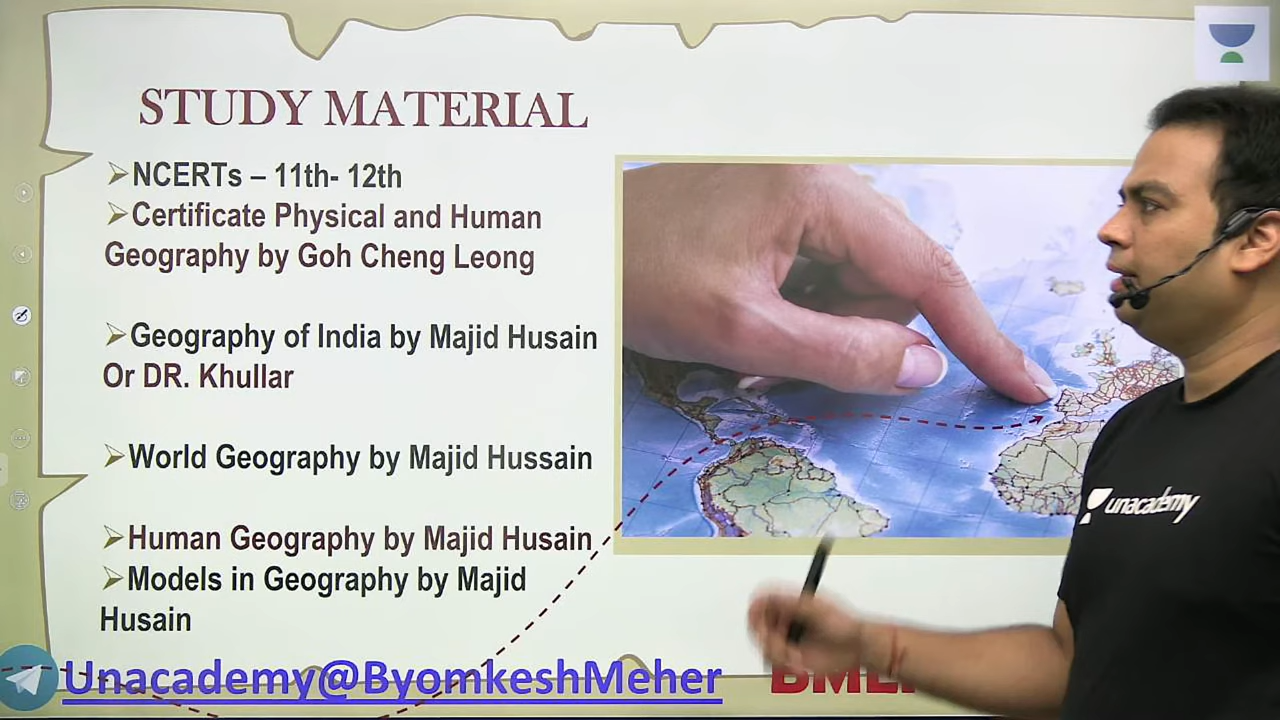 STUDY MATERIAL
➢NCERTs – 11th- 12th
➢Certificate Physical and Human
Geography by Goh Cheng Leong
➢Geography of India by Majid Husain
Or DR. Khullar
➢World Geography by Majid Hussain
➢Human Geography by Majid Husain
➢Models in Geography by Majid
Husain
Unacademy@ByomkeshMeher
unacademy